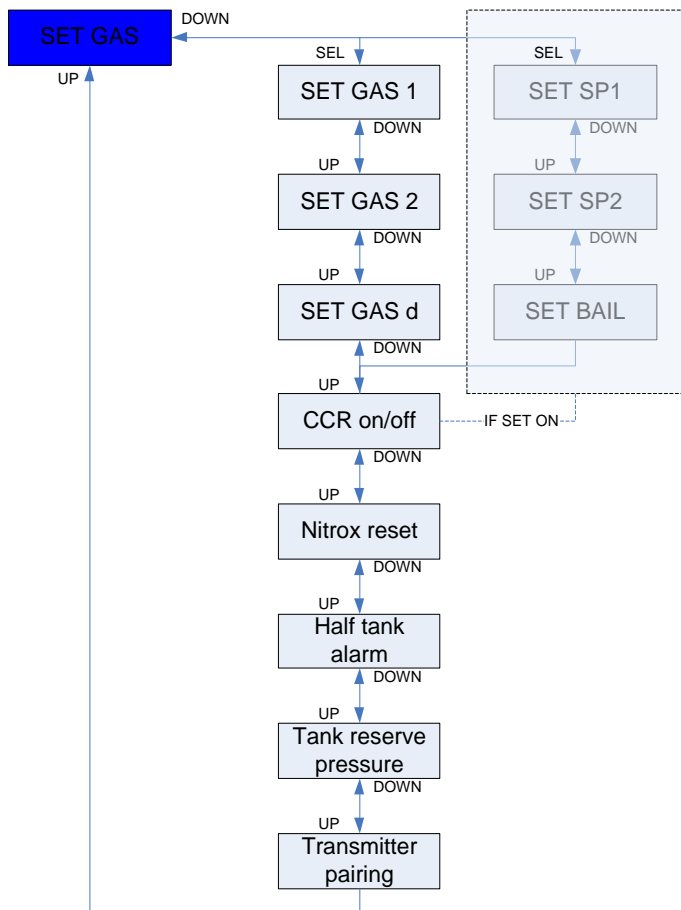 SET GAS
DOWN
UP
SEL
SEL
SET GAS 1
SET SP1
DOWN
DOWN
UP
UP
SET GAS 2
SET SP2
DOWN
DOWN
UP
UP
SET GAS d
SET BAIL
DOWN
UP
CCR on/off
IF SET ON
DOWN
UP
Nitrox reset
DOWN
UP
Half tank
alarm
DOWN
UP
Tank reserve
pressure
DOWN
UP
Transmitter
pairing